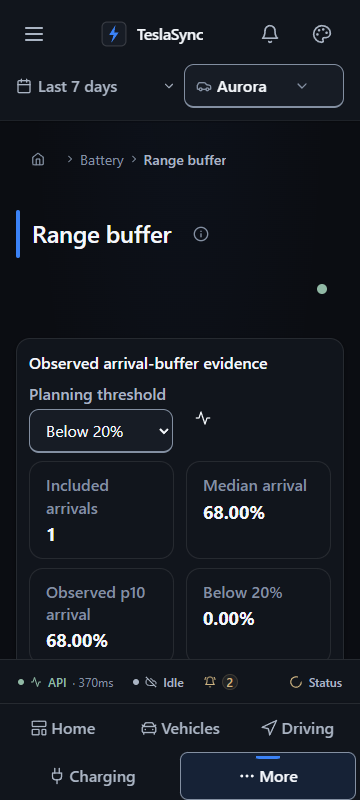 TeslaSync
Last 7 days
Aurora
Battery
Range buffer
Range buffer
Observed arrival-buffer evidence
Planning threshold
Below 20%
Included
arrivals
1
Median arrival
68.00%
Observed p10
arrival
68.00%
Below 20%
0.00%
API · 370ms
Idle
2
Status
Home
Vehicles
Driving
Charging
More